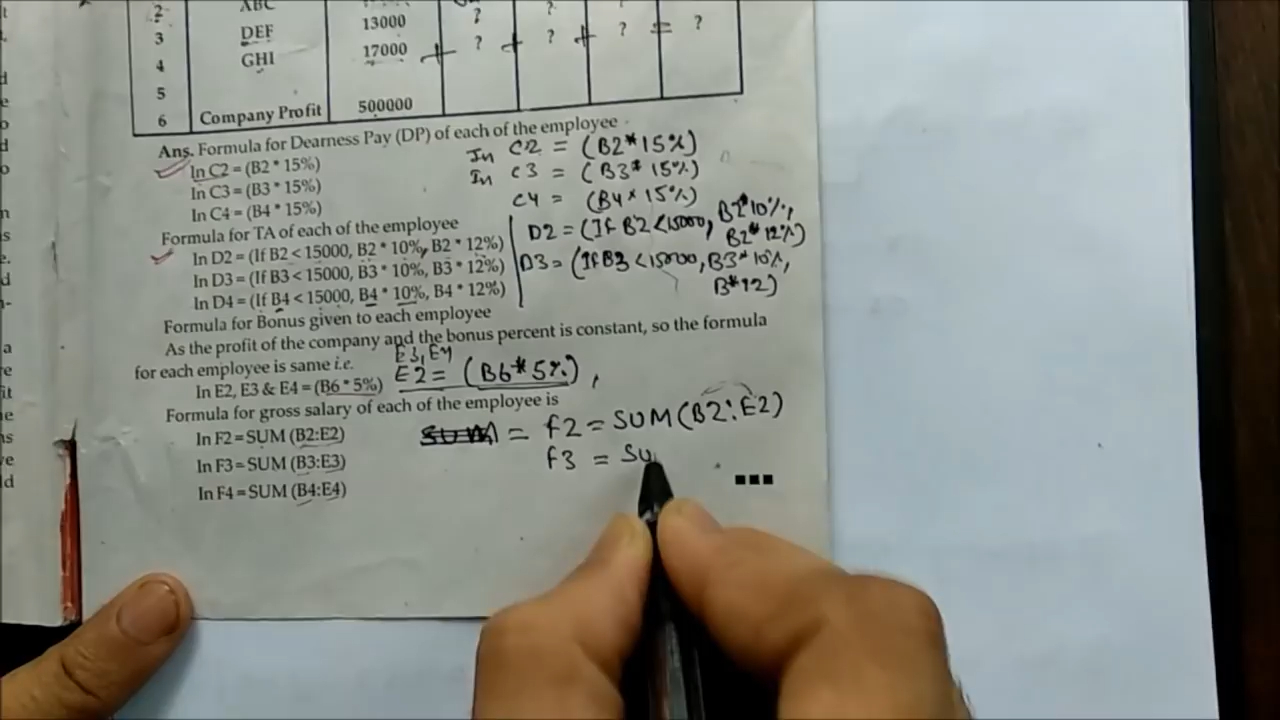 2 ABC ? ?
3 DEF 13000 ? ? ? ?
4 GHI 17000 + + + =
5
6 Company Profit 500000
Ans. Formula for Dearness Pay (DP) of each of the employee
In C2 = (B2 * 15%)
In C3 = (B3 * 15%)
In C4 = (B4 * 15%)
In C2 = (B2*15%)
In C3 = (B3*15%)
C4 = (B4*15%)
Formula for TA of each of the employee
In D2 = (If B2 < 15000, B2 * 10%, B2 * 12%)
In D3 = (If B3 < 15000, B3 * 10%, B3 * 12%)
In D4 = (If B4 < 15000, B4 * 10%, B4 * 12%)
D2 = (If B2 <15000, B2*10%,
B2*12%)
D3 = (If B3 <15000, B3*10%,
B*12)
Formula for Bonus given to each employee
As the profit of the company and the bonus percent is constant, so the formula
for each employee is same i.e.
E3, E4
In E2, E3 & E4 = (B6 * 5%)
E2 = (B6*5%),
Formula for gross salary of each of the employee is
In F2 = SUM (B2:E2)
In F3 = SUM (B3:E3)
In F4 = SUM (B4:E4)
= F2 = SUM(B2:E2)
F3 = SU